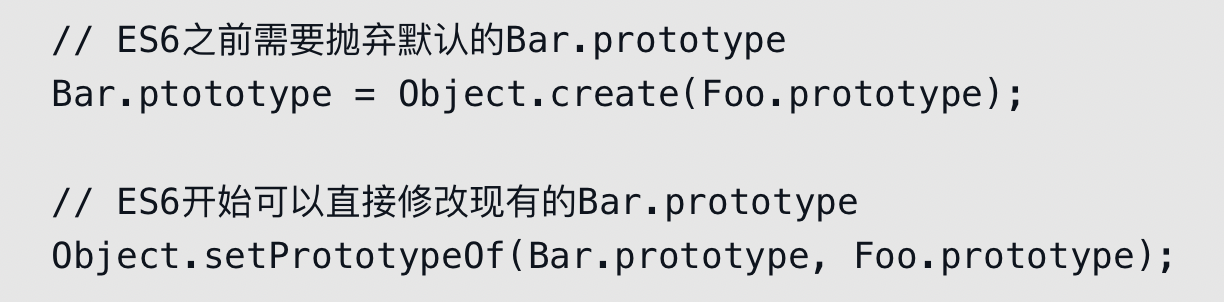 // ES6之前需要抛弃默认的Bar.prototype
Bar.ptototype = Object.create(Foo.prototype);
// ES6开始可以直接修改现有的Bar.prototype
Object.setPrototypeOf(Bar.prototype, Foo.prototype);